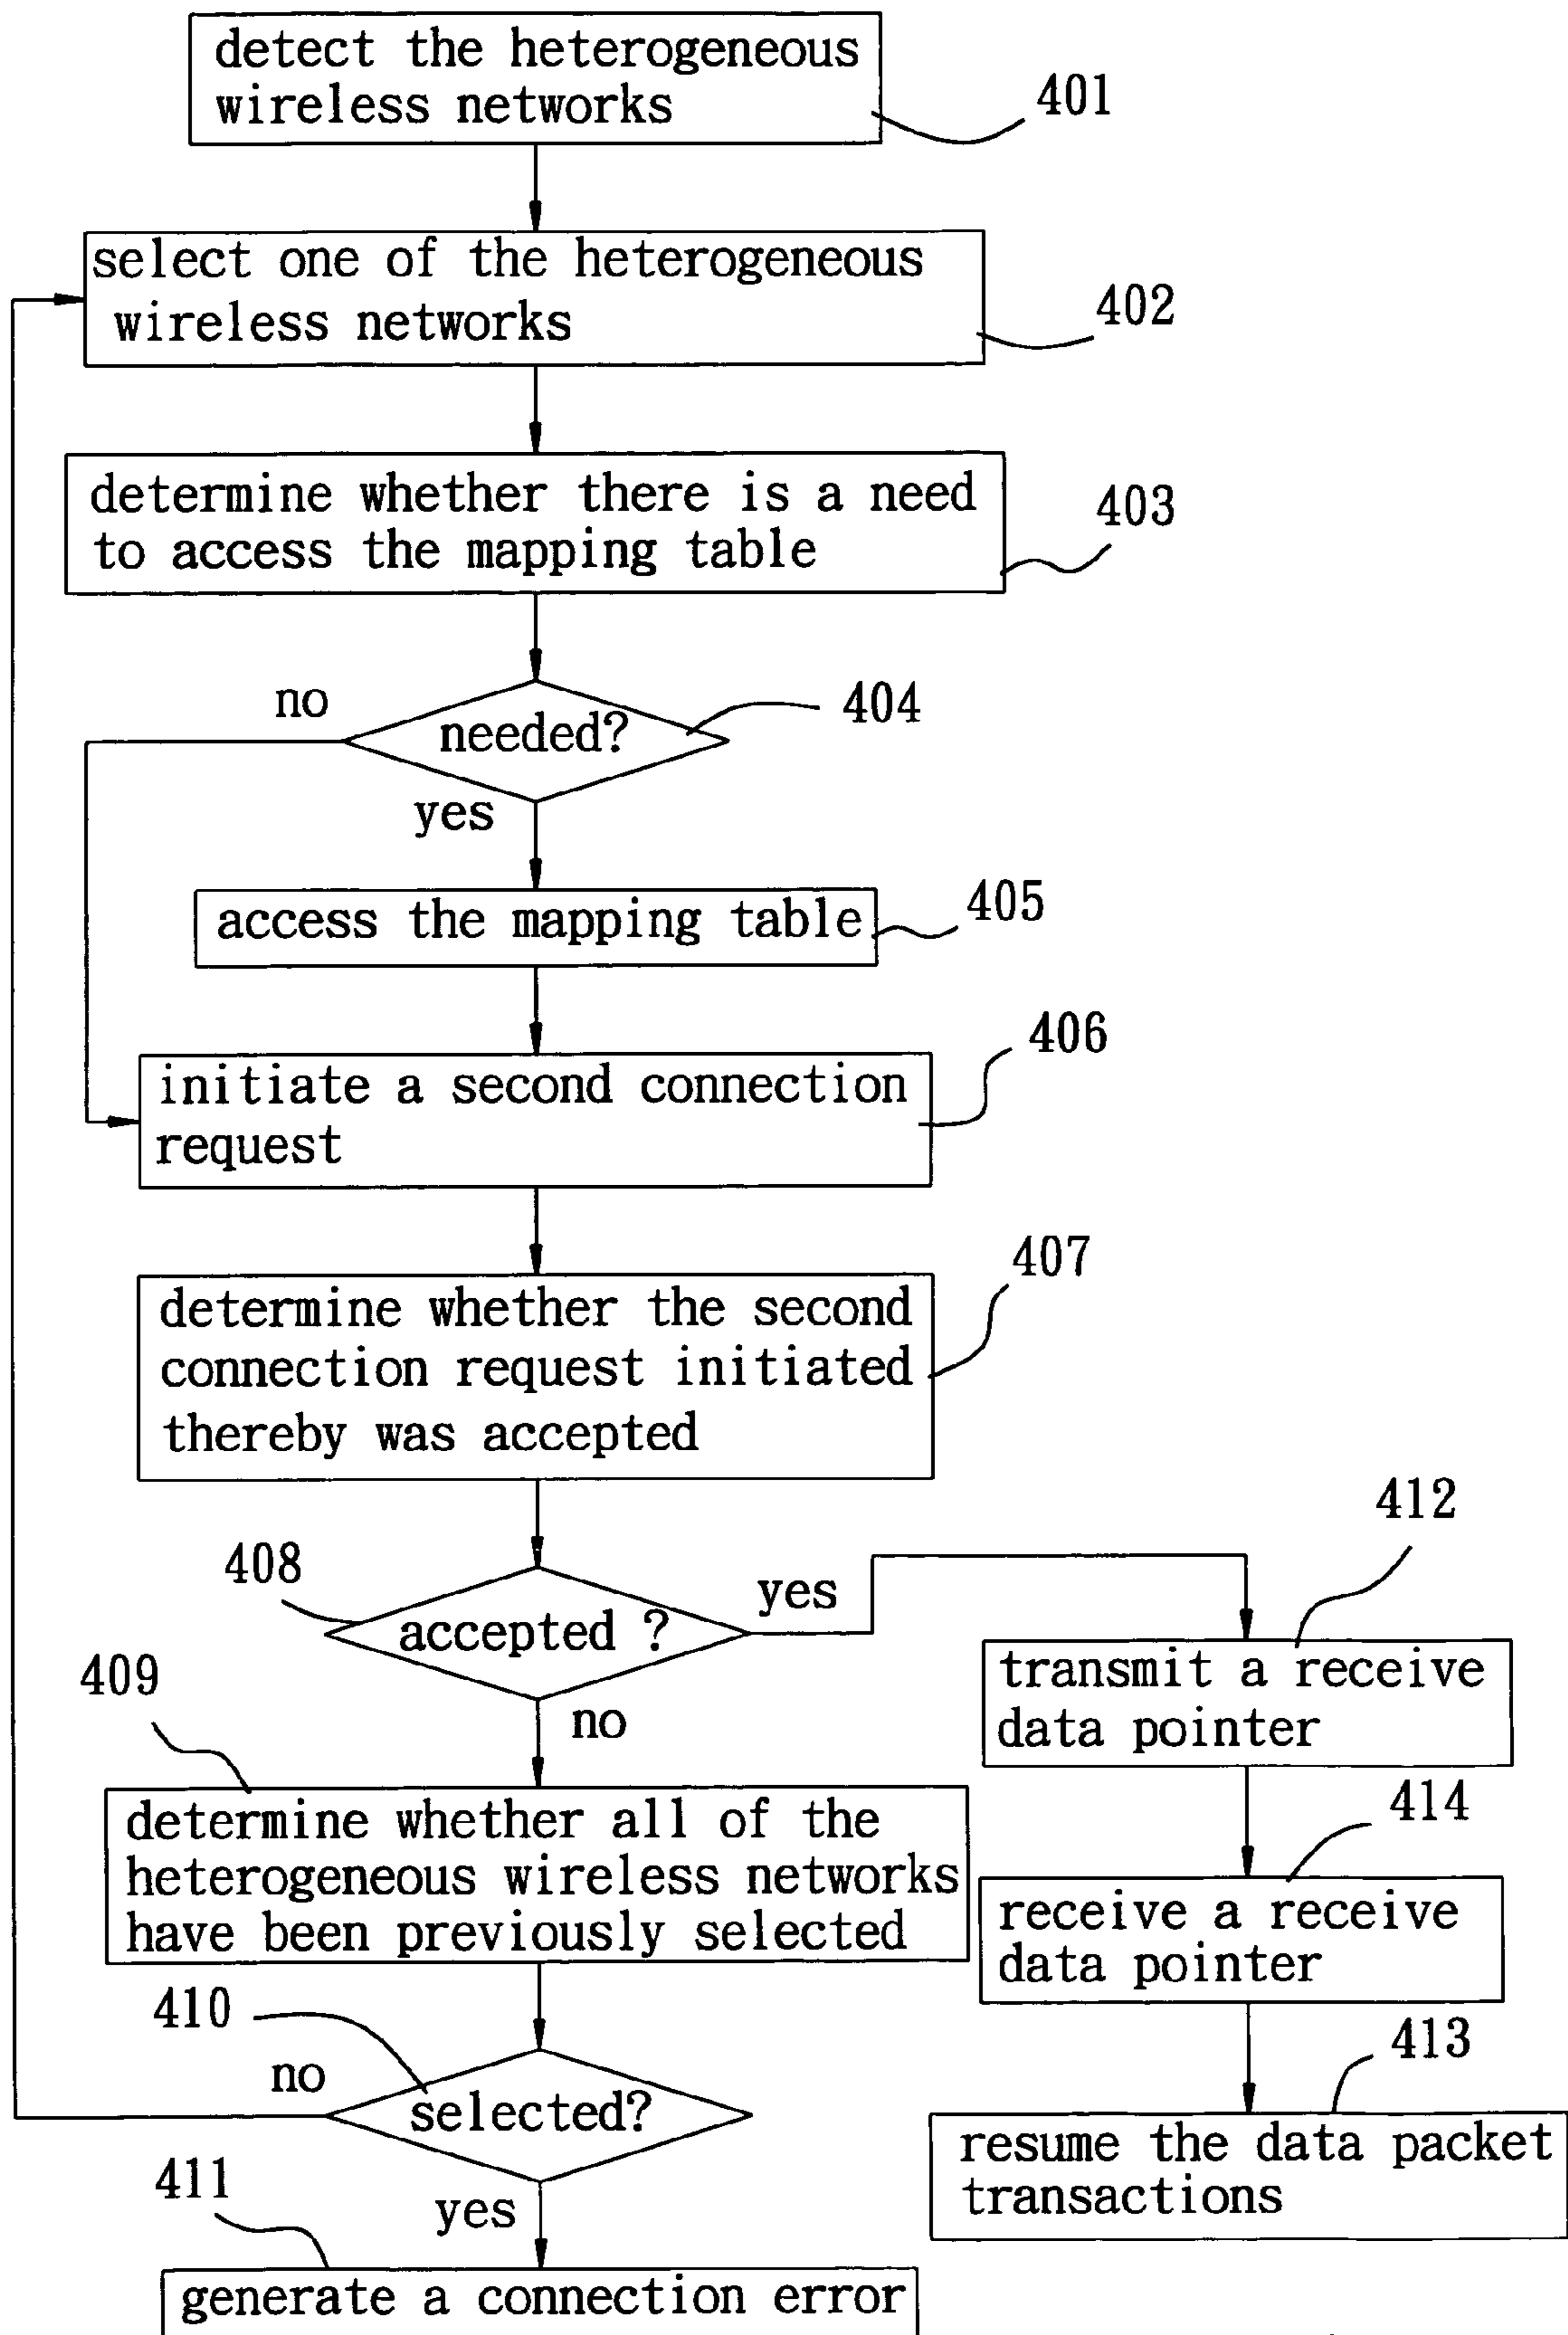 detect the heterogeneous
wireless networks
401
select one of the heterogeneous
wireless networks
402
determine whether there is a need
to access the mapping table
403
no
needed?
404
yes
access the mapping table
405
initiate a second connection
request
406
determine whether the second
connection request initiated
thereby was accepted
407
408
accepted ?
yes
no
412
transmit a receive
data pointer
409
determine whether all of the
heterogeneous wireless networks
have been previously selected
414
receive a receive
data pointer
410
no
selected?
yes
413
resume the data packet
transactions
411
generate a connection error